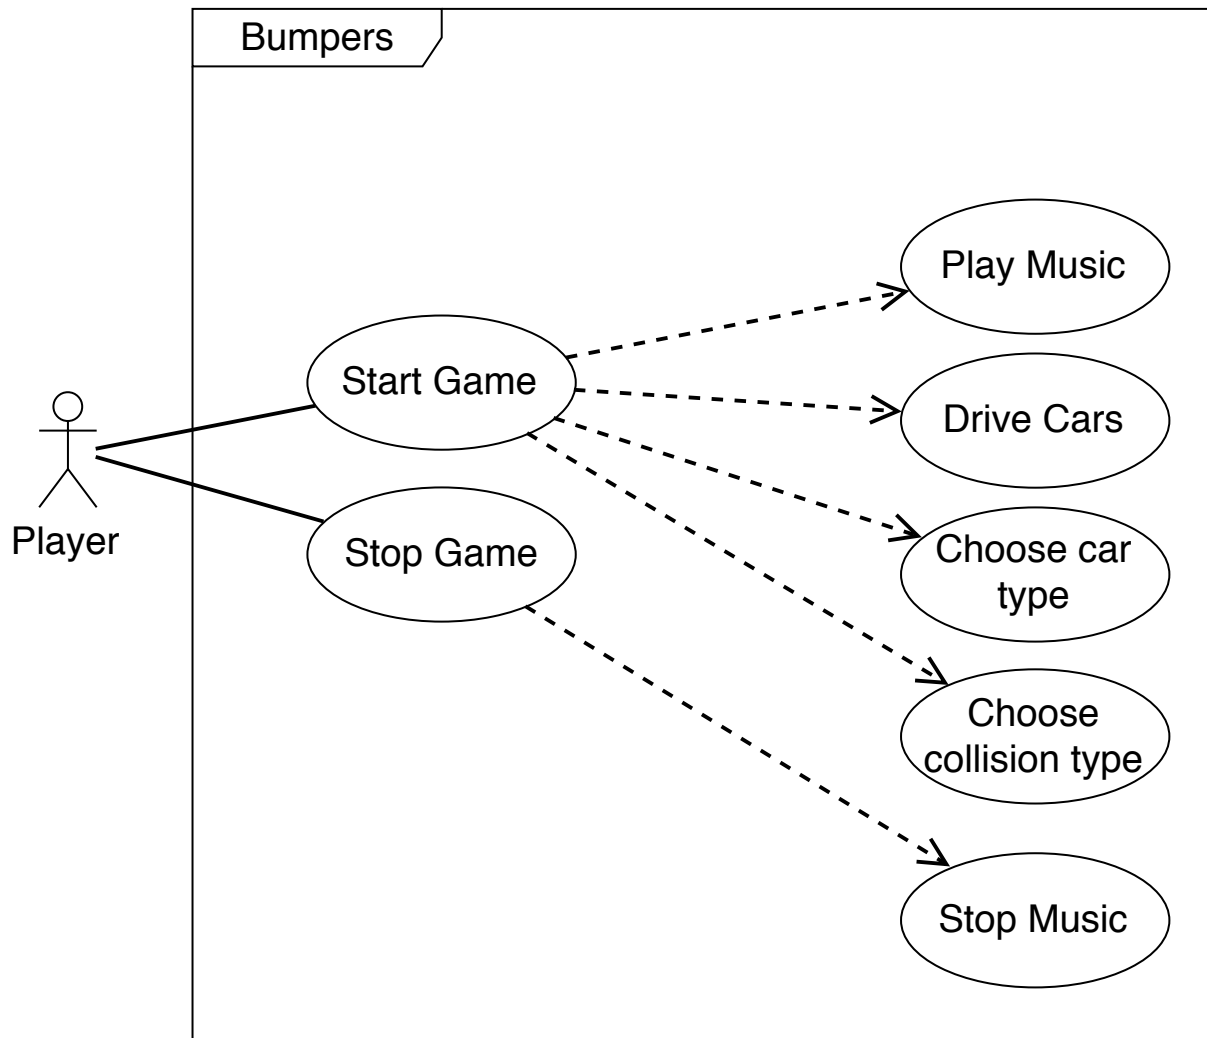 Bumpers
Play Music
Start Game
Drive Cars
Player
Stop Game
Choose car
type
Choose
collision type
Stop Music